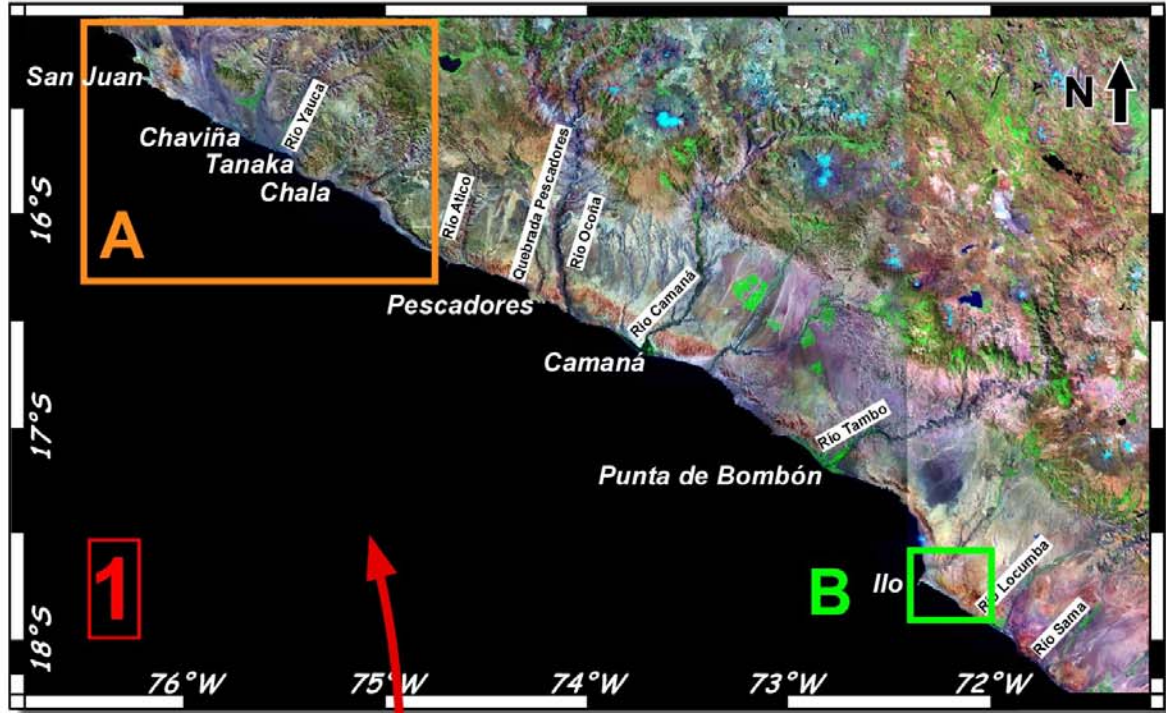 San Juan
N
Chaviña
Río Yauca
Tanaka
Chala
A
16°S
Río Atico
Quebrada Pescadores
Río Ocoña
Pescadores
Río Camaná
Camaná
17°S
Río Tambo
Punta de Bombón
1
B
Ilo
Río Locumba
Río Sama
18°S
76°W
75°W
74°W
73°W
72°W